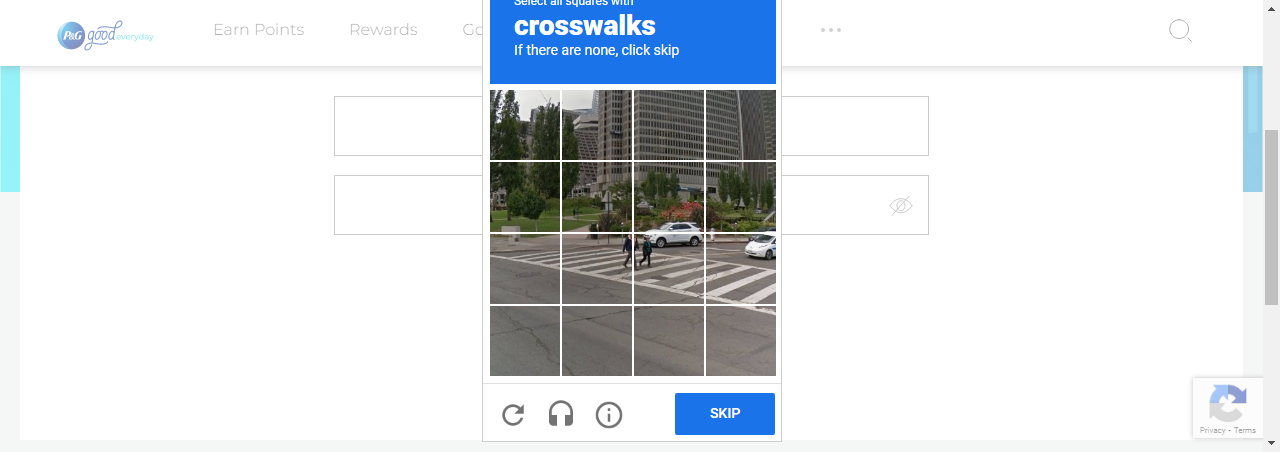 P&G good everyday
Earn Points
Rewards
Select all squares with
crosswalks
If there are none, click skip
SKIP
Privacy - Terms